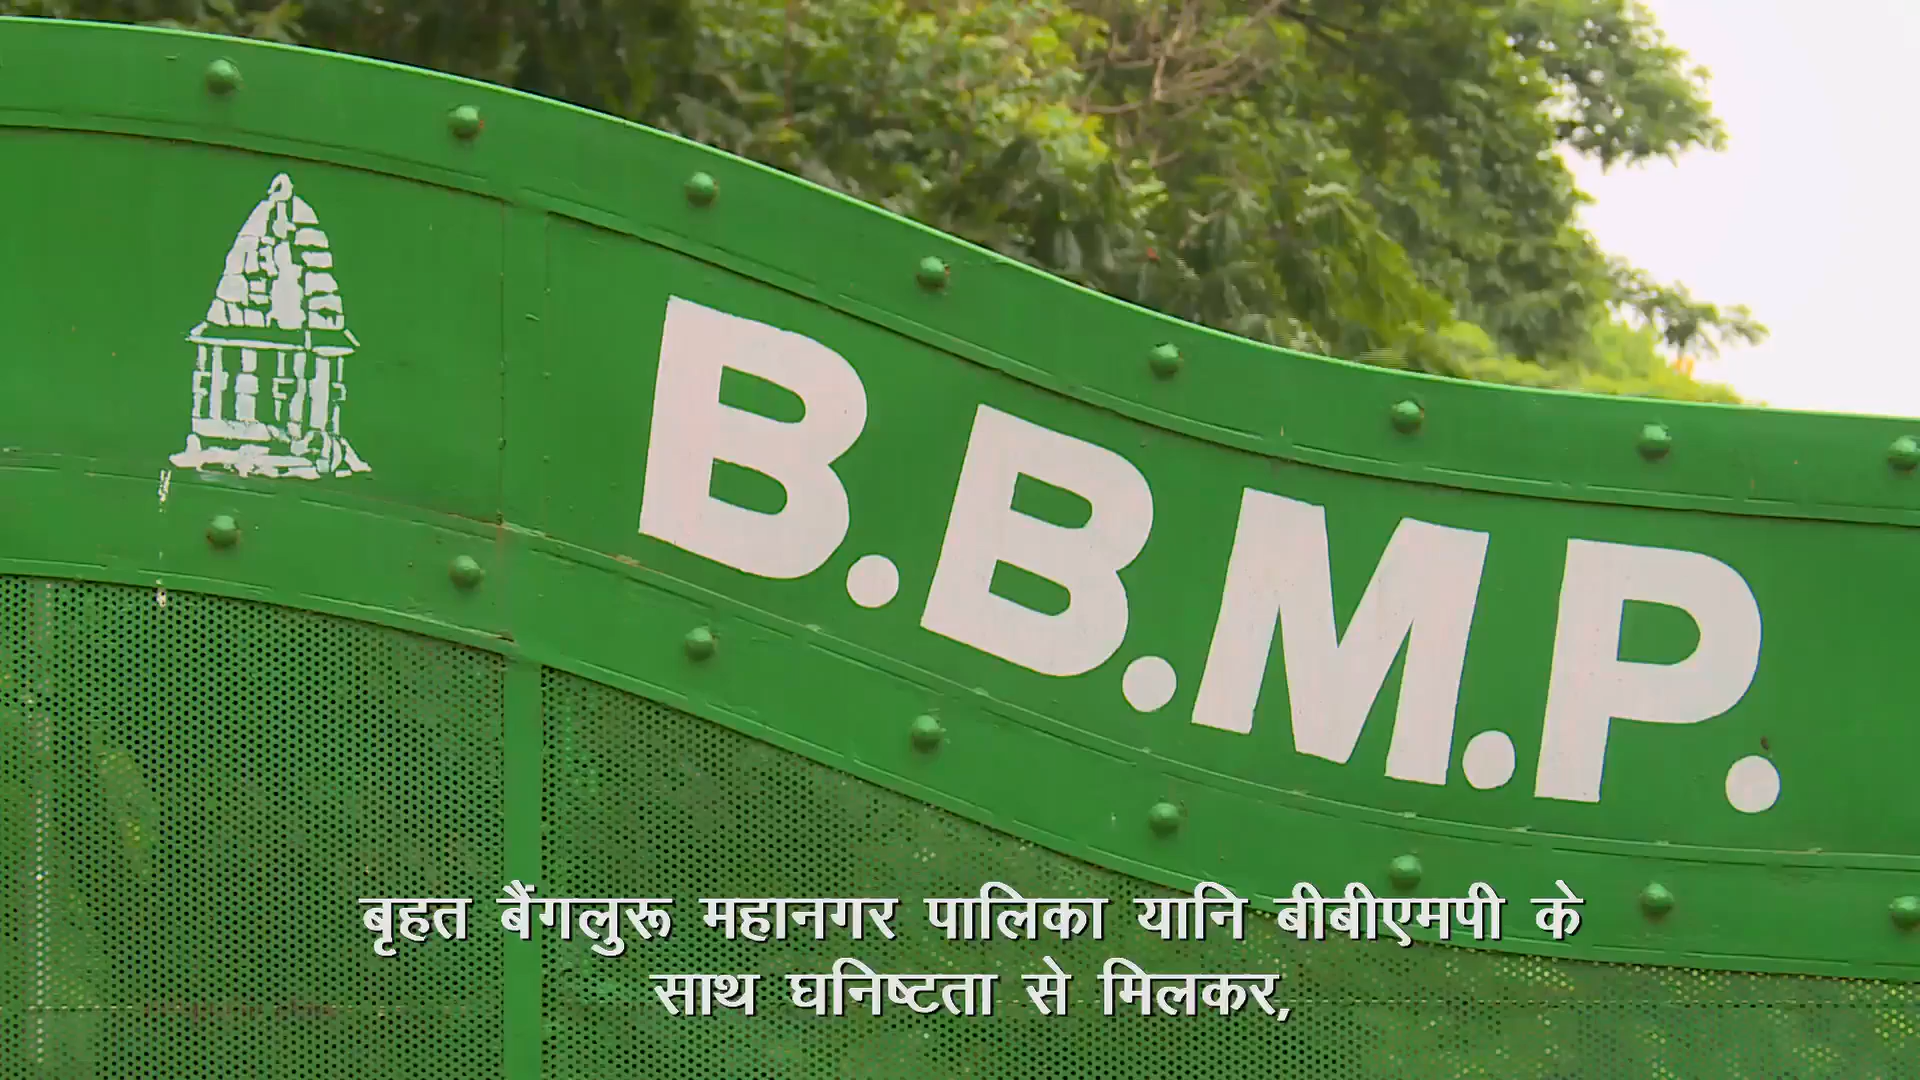 B.B.M.P.
बृहत बैंगलुरू महानगर पालिका यानि बीबीएमपी के
साथ घनिष्टता से मिलकर,